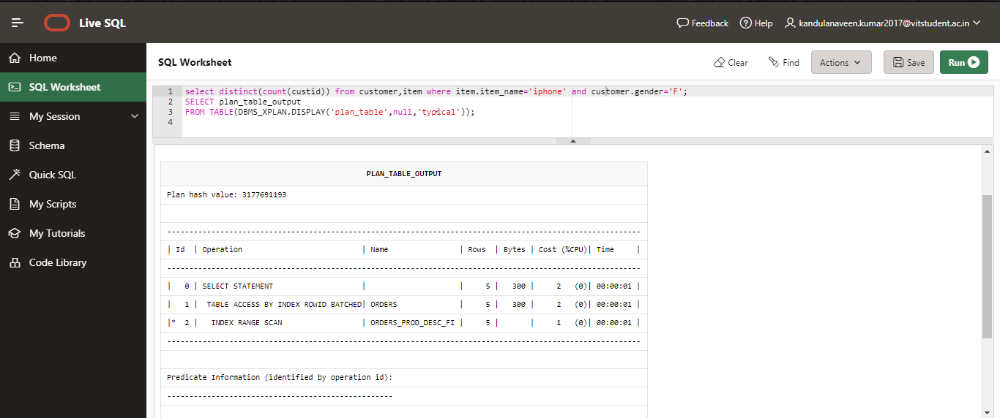 Live SQL
Feedback
Help
kandulanaveen.kumar2017@vitstudent.ac.in
Home
SQL Worksheet
My Session
Schema
Quick SQL
My Scripts
My Tutorials
Code Library
SQL Worksheet
Clear
Find
Actions
Save
Run
1 select distinct(count(custid)) from customer,item where item.item_name='iphone' and customer.gender='F';
2 SELECT plan_table_output
3 FROM TABLE(DBMS_XPLAN.DISPLAY('plan_table',null,'typical'));
4
PLAN_TABLE_OUTPUT
Plan hash value: 3177691193
---------------------------------------------------------------------------------------------------------
| Id | Operation | Name | Rows | Bytes | Cost (%CPU)| Time |
---------------------------------------------------------------------------------------------------------
| 0 | SELECT STATEMENT | | 5 | 300 | 2 (0)| 00:00:01 |
| 1 | TABLE ACCESS BY INDEX ROWID BATCHED| ORDERS | 5 | 300 | 2 (0)| 00:00:01 |
|* 2 | INDEX RANGE SCAN | ORDERS_PROD_DESC_FI | 5 | | 1 (0)| 00:00:01 |
---------------------------------------------------------------------------------------------------------
Predicate Information (identified by operation id):
---------------------------------------------------